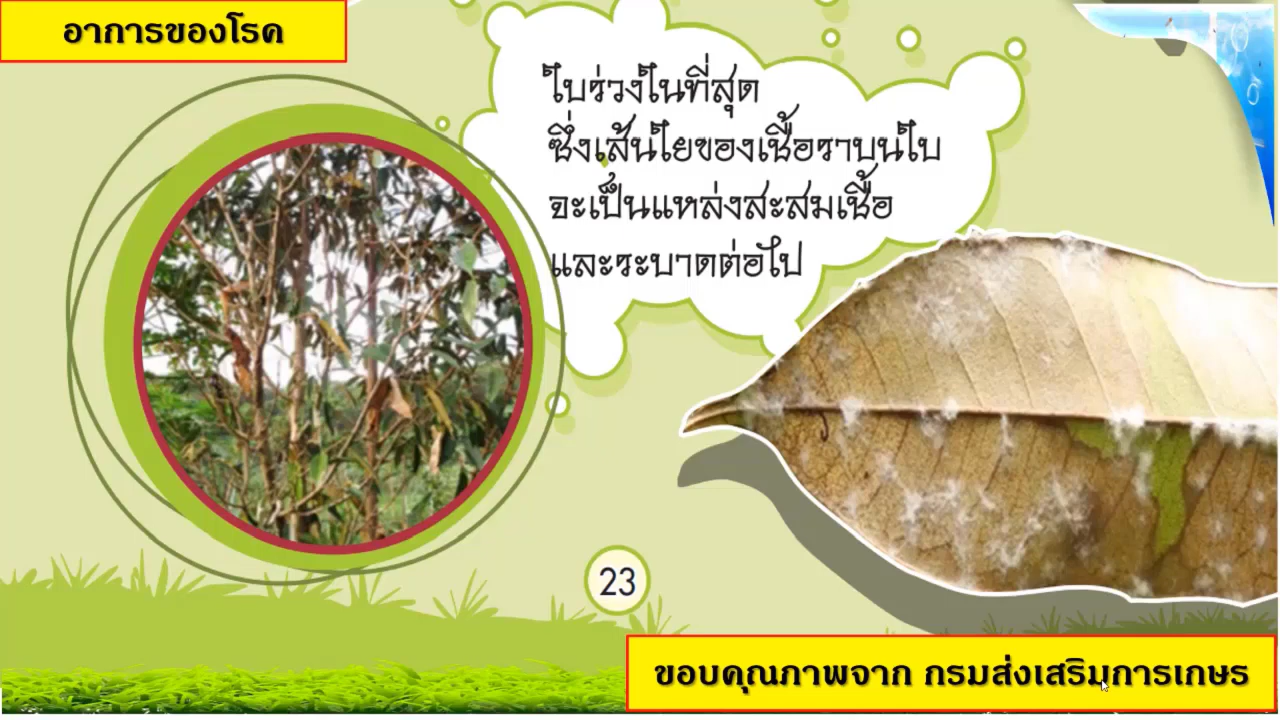 อาการของโรค
ใบร่วงในที่สุด
ซึ่งเส้นใยของเชื้อราบนใบ
จะเป็นแหล่งสะสมเชื้อ
และระบาดต่อไป
23
ขอบคุณภาพจาก กรมส่งเสริมการเกษร